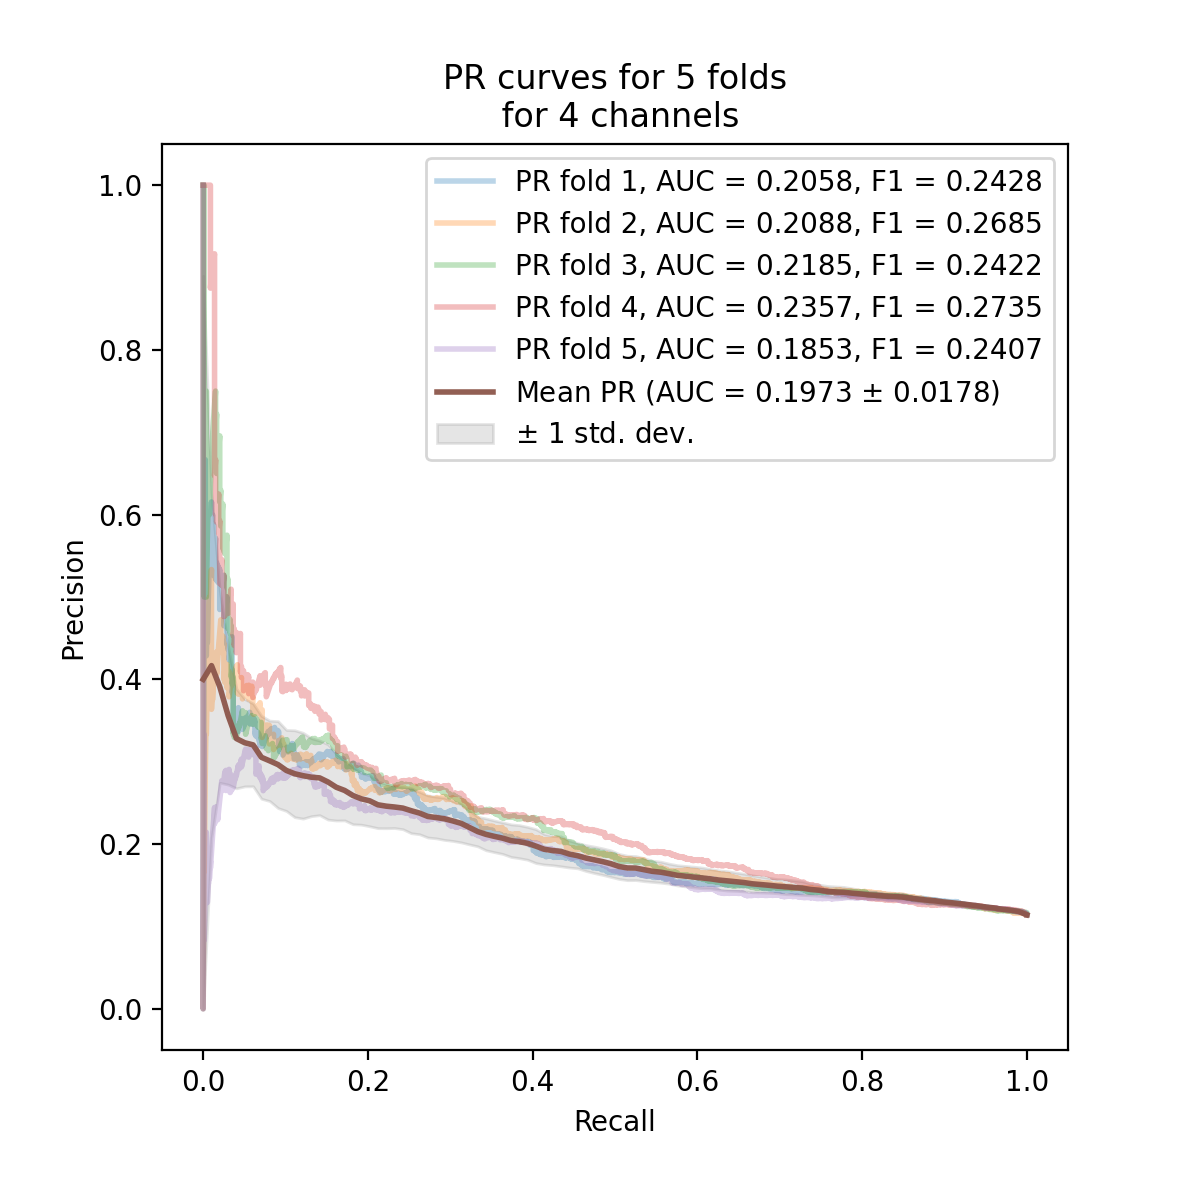 PR curves for 5 folds
for 4 channels
PR fold 1, AUC = 0.2058, F1 = 0.2428
PR fold 2, AUC = 0.2088, F1 = 0.2685
PR fold 3, AUC = 0.2185, F1 = 0.2422
PR fold 4, AUC = 0.2357, F1 = 0.2735
PR fold 5, AUC = 0.1853, F1 = 0.2407
Mean PR (AUC = 0.1973 ± 0.0178)
± 1 std. dev.
Precision
1.0
0.8
0.6
0.4
0.2
0.0
0.0 0.2 0.4 0.6 0.8 1.0
Recall